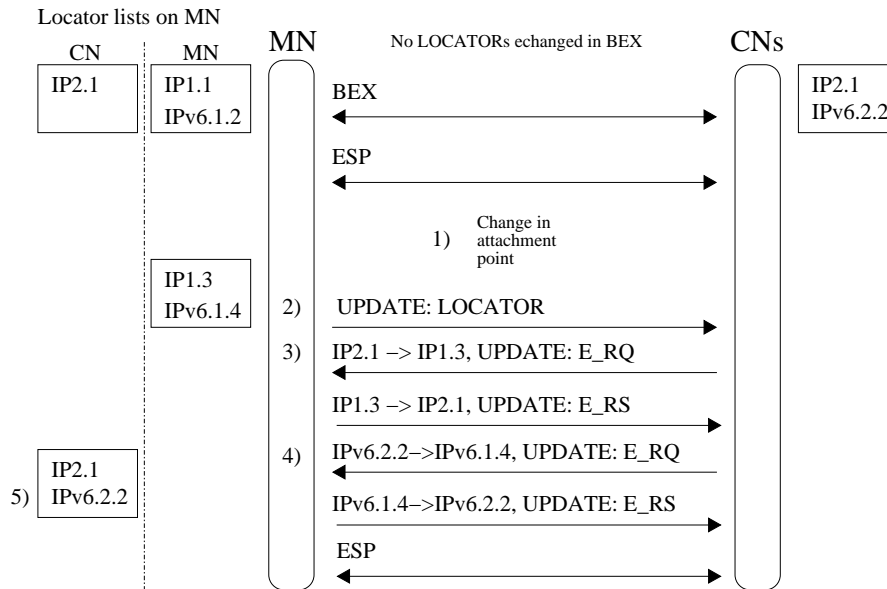 Locator lists on MN
CN
MN
MN
No LOCATORs echanged in BEX
CNs
IP2.1
IP1.1
IPv6.1.2
IP2.1
IPv6.2.2
BEX
ESP
1)
Change in
attachment
point
IP1.3
IPv6.1.4
2)
UPDATE: LOCATOR
3)
IP2.1 −> IP1.3, UPDATE: E_RQ
IP1.3 −> IP2.1, UPDATE: E_RS
4)
IPv6.2.2−>IPv6.1.4, UPDATE: E_RQ
5)
IP2.1
IPv6.2.2
IPv6.1.4−>IPv6.2.2, UPDATE: E_RS
ESP